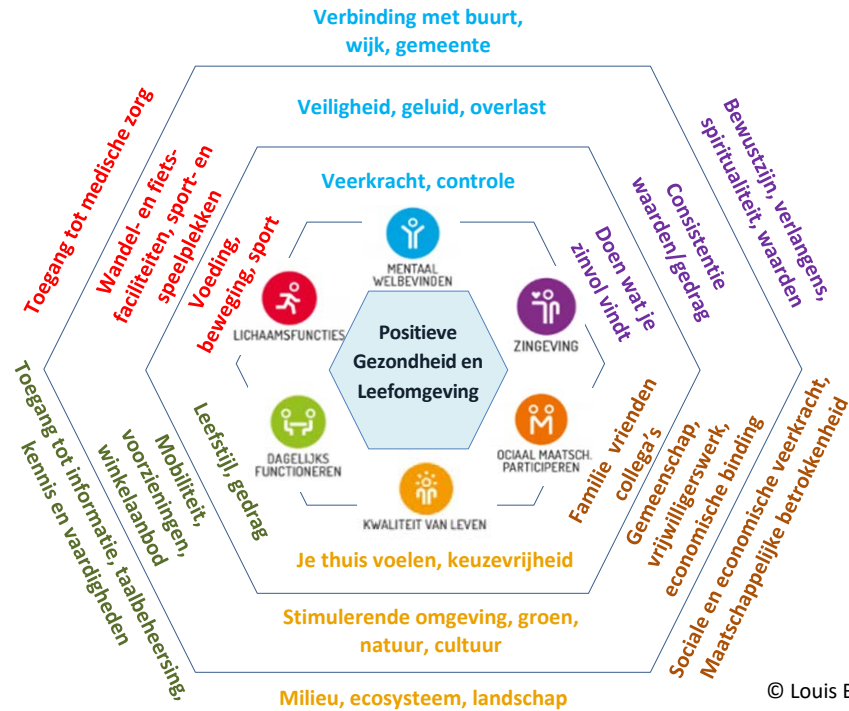 Verbinding met buurt,
wijk, gemeente
Veiligheid, geluid, overlast
Veerkracht, controle
MENTAAL
WELBEVINDEN
Toegang tot medische zorg
Wandel- en fiets-
faciliteiten, sport- en
speelplekken
Voeding,
beweging, sport
LICHAAMSFUNCTIES
Bewustzijn, verlangens,
spiritualiteit, waarden
Consistentie
waarden/gedrag
Doen wat je
zinvol vindt
ZINGEVING
Positieve
Gezondheid en
Leefomgeving
Toegang tot informatie, taalbeheersing,
kennis en vaardigheden
Mobiliteit,
voorzieningen,
winkelaanbod
Leefstijl, gedrag
DAGELIJKS
FUNCTIONEREN
OCIAAL MAATSCH.
PARTICIPEREN
Familie vrienden
collega's
Gemeenschap,
vrijwilligerswerk,
economische binding
Sociale en economische veerkracht,
Maatschappelijke betrokkenheid
KWALITEIT VAN LEVEN
Je thuis voelen, keuzevrijheid
Stimulerende omgeving, groen,
natuur, cultuur
Milieu, ecosysteem, landschap
© Louis